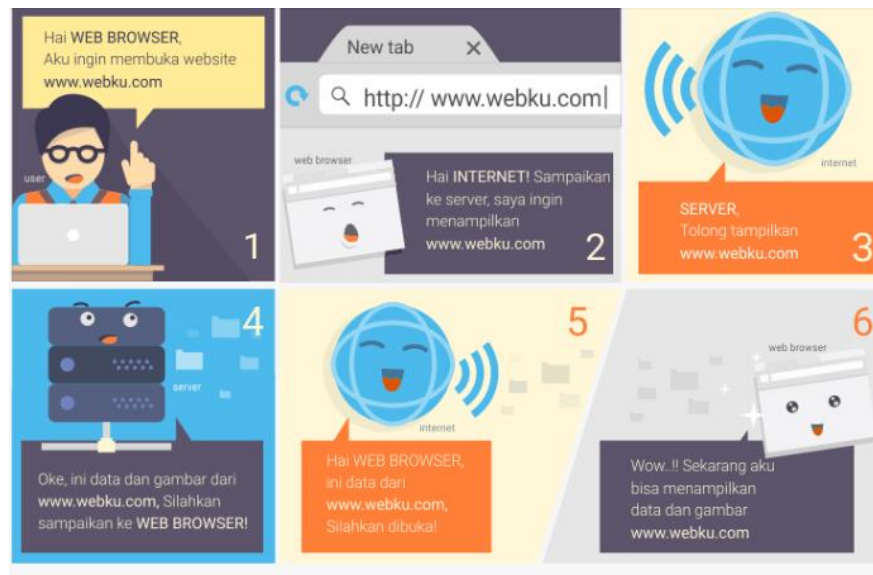 Hai WEB BROWSER,
Aku ingin membuka website
www.webku.com
user
1
New tab
http:// www.webku.com
web browser
Hai INTERNET! Sampaikan
ke server, saya ingin
menampilkan
www.webku.com
2
internet
SERVER,
Tolong tampilkan
www.webku.com
3
4
server
Oke, ini data dan gambar dari
www.webku.com, Silahkan
sampaikan ke WEB BROWSER!
5
internet
Hai WEB BROWSER,
ini data dari
www.webku.com,
Silahkan dibuka!
6
web browser
Wow..!! Sekarang aku
bisa menampilkan
data dan gambar
www.webku.com